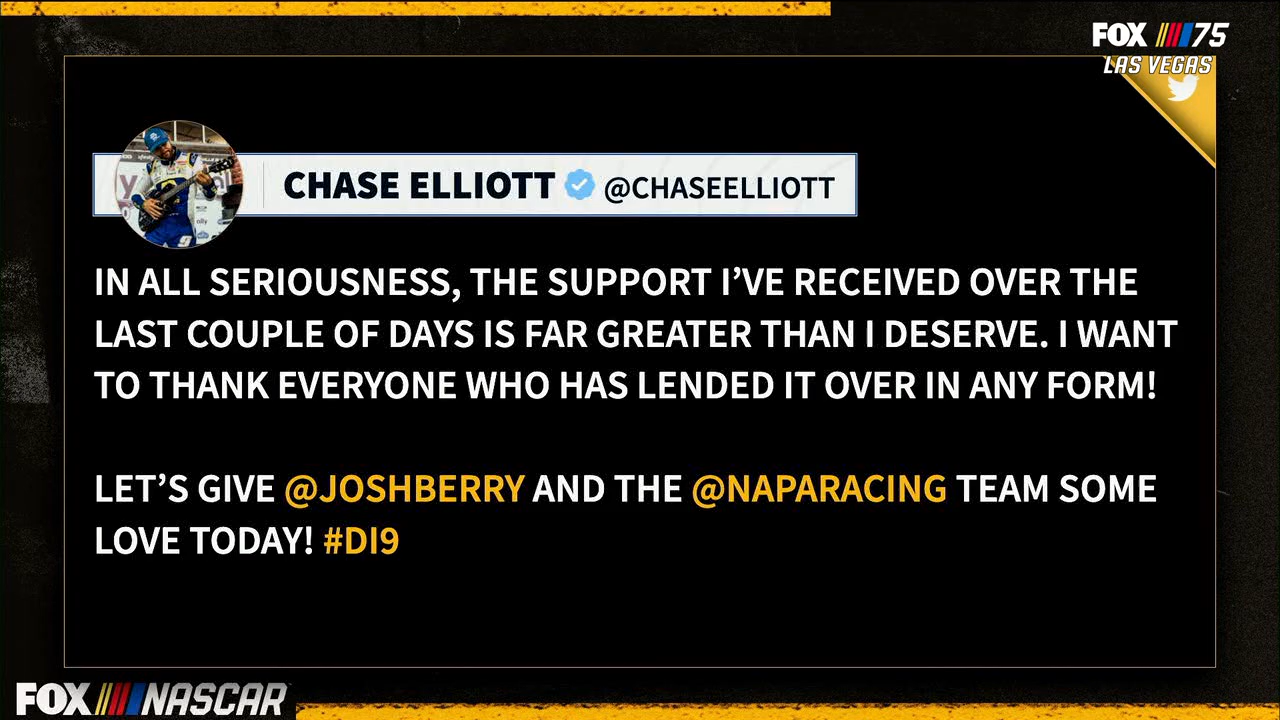 FOX 75
LAS VEGAS
CHASE ELLIOTT @CHASEELLIOTT
IN ALL SERIOUSNESS, THE SUPPORT I’VE RECEIVED OVER THE
LAST COUPLE OF DAYS IS FAR GREATER THAN I DESERVE. I WANT
TO THANK EVERYONE WHO HAS LENDED IT OVER IN ANY FORM!
LET’S GIVE @JOSHBERRY AND THE @NAPARACING TEAM SOME
LOVE TODAY! #DI9
FOX NASCAR